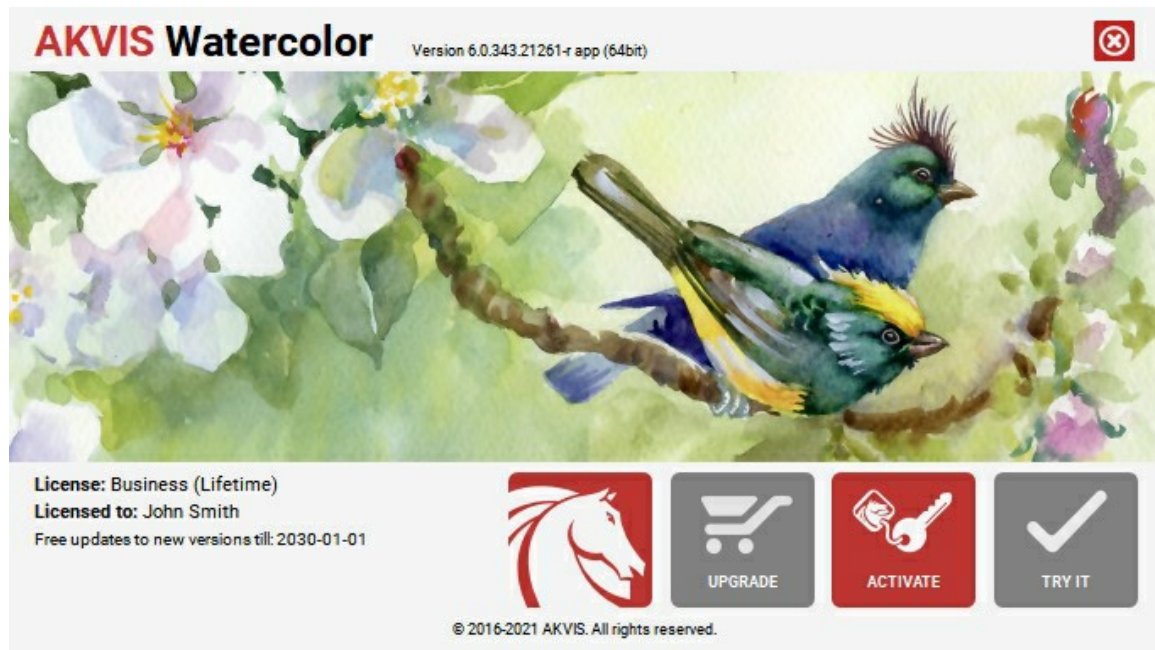 AKVIS Watercolor Version 6.0.343.21261-r app (64bit)
License: Business (Lifetime)
Licensed to: John Smith
Free updates to new versions till: 2030-01-01
UPGRADE
ACTIVATE
TRY IT
© 2016-2021 AKVIS. All rights reserved.